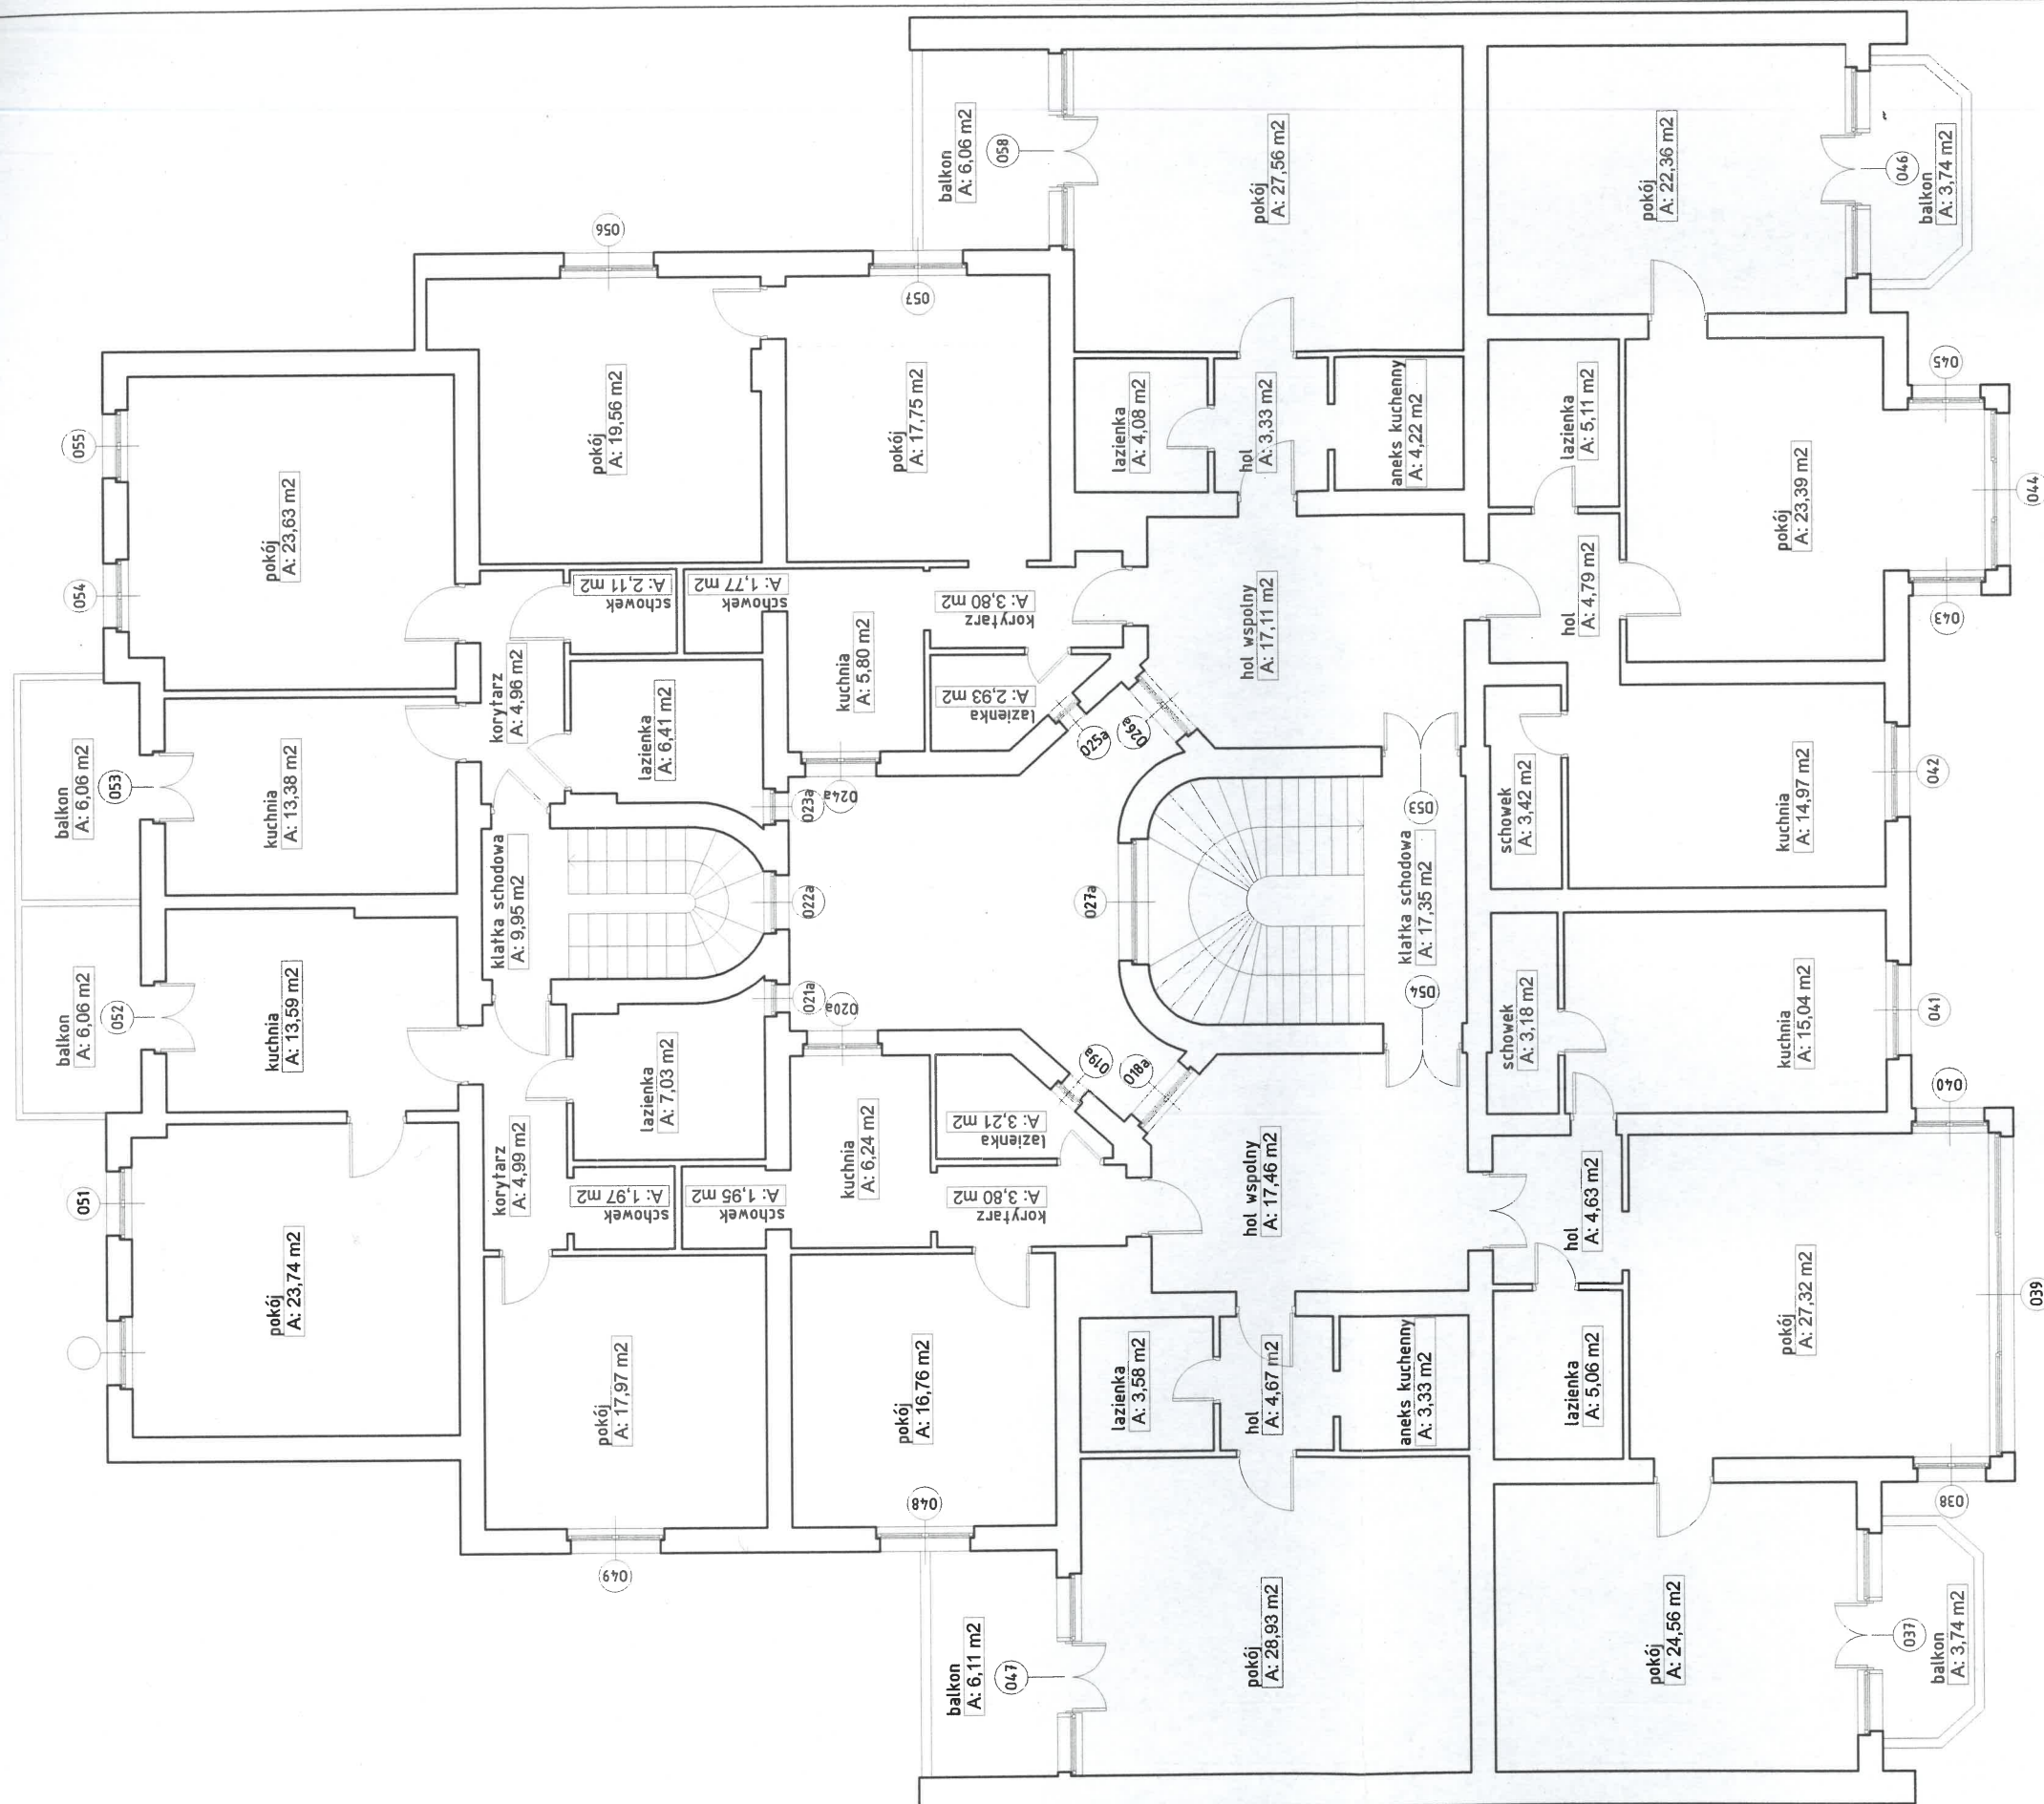 balkon
A: 6,06 m2
058
pokój
A: 27,56 m2
pokój
A: 22,36 m2
046
balkon
A: 3,74 m2
056
057
055
054
pokój
A: 23,63 m2
pokój
A: 19,56 m2
pokój
A: 17,75 m2
lazienka
A: 4,08 m2
hol
A: 3,33 m2
aneks kuchenny
A: 4,22 m2
lazienka
A: 5,11 m2
pokój
A: 23,39 m2
045
044
043
schowek
A: 2,11 m2
schowek
A: 1,77 m2
korytarz
A: 3,80 m2
hol wspolny
A: 17,11 m2
hol
A: 4,79 m2
balkon
A: 6,06 m2
053
kuchnia
A: 13,38 m2
korytarz
A: 4,96 m2
lazienka
A: 6,41 m2
kuchnia
A: 5,80 m2
lazienka
A: 2,93 m2
025a
026a
023a
024a
D53
schowek
A: 3,42 m2
kuchnia
A: 14,97 m2
042
klatka schodowa
A: 9,95 m2
022a
027a
klatka schodowa
A: 17,35 m2
balkon
A: 6,06 m2
052
kuchnia
A: 13,59 m2
lazienka
A: 7,03 m2
021a
020a
019a
018a
D54
schowek
A: 3,18 m2
kuchnia
A: 15,04 m2
041
040
051
pokój
A: 23,74 m2
korytarz
A: 4,99 m2
schowek
A: 1,97 m2
schowek
A: 1,95 m2
kuchnia
A: 6,24 m2
lazienka
A: 3,21 m2
korytarz
A: 3,80 m2
hol wspolny
A: 17,46 m2
hol
A: 4,63 m2
pokój
A: 27,32 m2
039
pokój
A: 17,97 m2
pokój
A: 16,76 m2
lazienka
A: 3,58 m2
hol
A: 4,67 m2
aneks kuchenny
A: 3,33 m2
lazienka
A: 5,06 m2
038
049
048
balkon
A: 6,11 m2
047
pokój
A: 28,93 m2
pokój
A: 24,56 m2
037
balkon
A: 3,74 m2